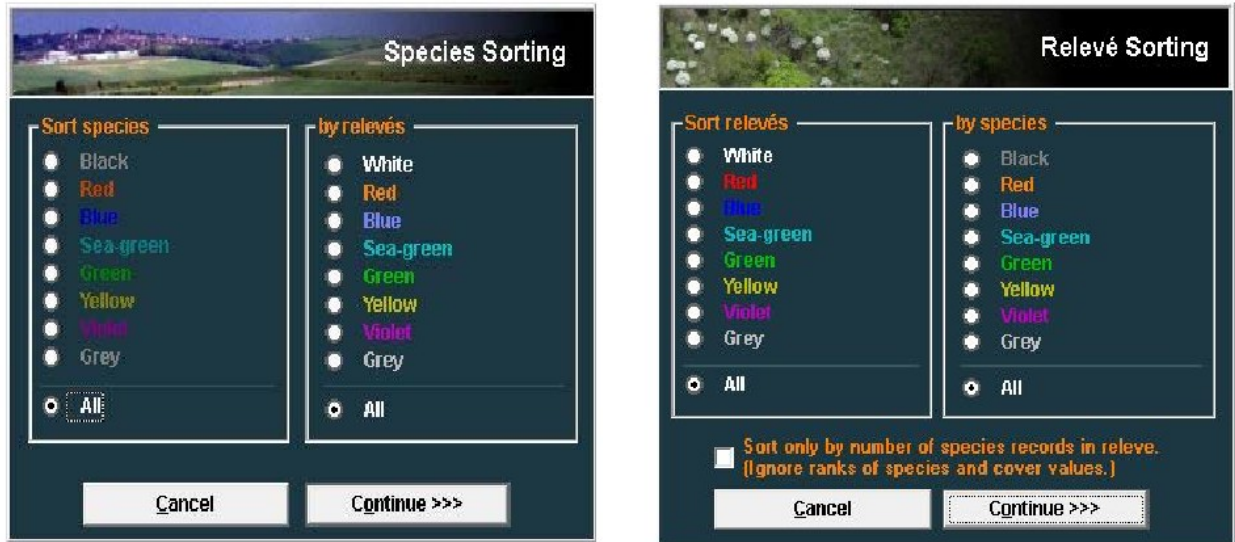 Species Sorting
Sort species
Black
Red
Blue
Sea-green
Green
Yellow
Violet
Grey
All
by relevés
White
Red
Blue
Sea-green
Green
Yellow
Violet
Grey
All
Cancel
Continue >>>
Relevé Sorting
Sort relevés
White
Red
Blue
Sea-green
Green
Yellow
Violet
Grey
All
by species
Black
Red
Blue
Sea-green
Green
Yellow
Violet
Grey
All
Sort only by number of species records in releve.
(Ignore ranks of species and cover values.)
Cancel
Continue >>>